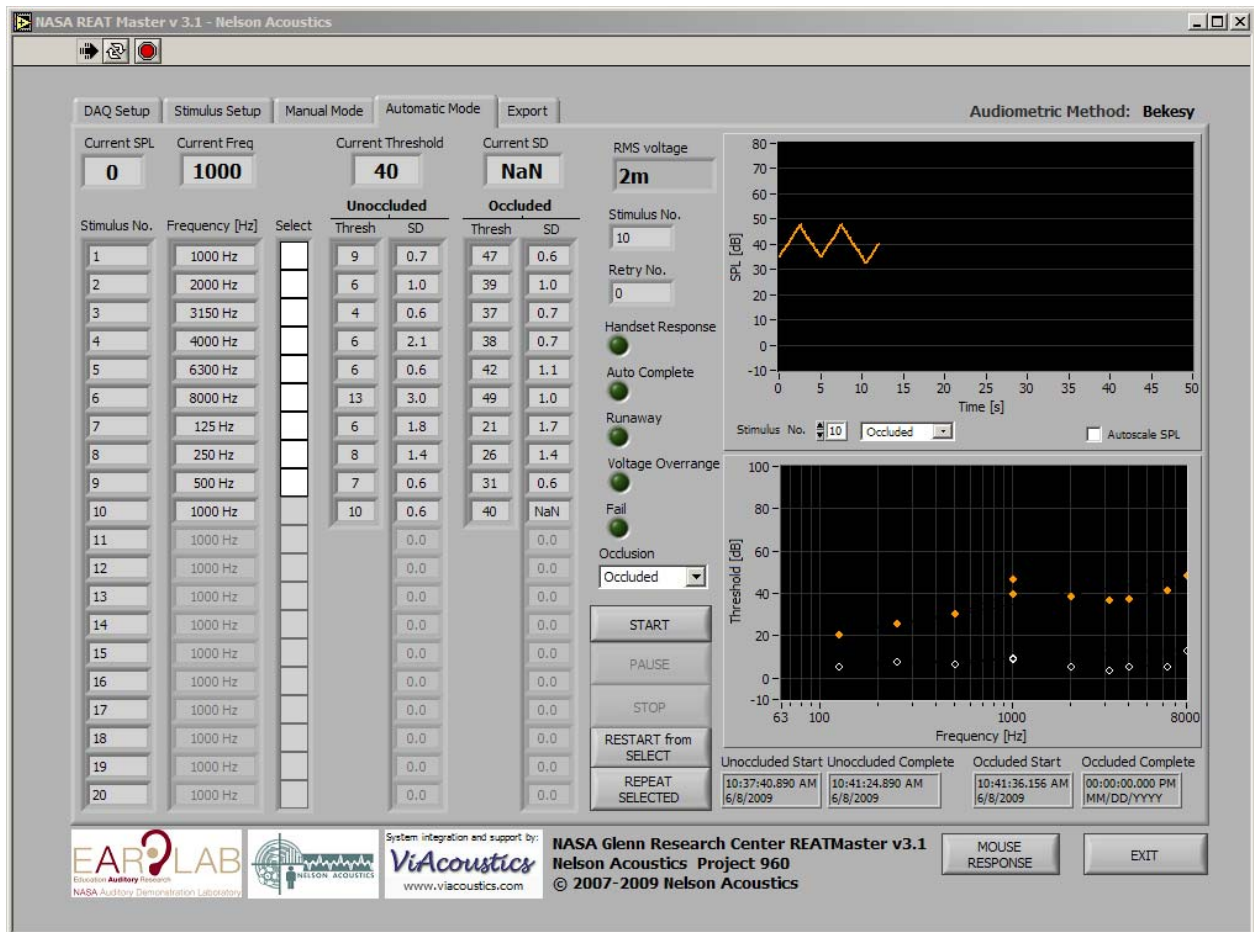 NASA REAT Master v 3.1 - Nelson Acoustics
DAQ Setup Stimulus Setup Manual Mode Automatic Mode Export
Audiometric Method: Bekesy
Current SPL Current Freq Current Threshold Current SD
0 1000 40 NaN
Unoccluded Occluded
Stimulus No. Frequency [Hz] Select Thresh SD Thresh SD
1 1000 Hz 9 0.7 47 0.6
2 2000 Hz 6 1.0 39 1.0
3 3150 Hz 4 0.6 37 0.7
4 4000 Hz 6 2.1 38 0.7
5 6300 Hz 6 0.6 42 1.1
6 8000 Hz 13 3.0 49 1.0
7 125 Hz 6 1.8 21 1.7
8 250 Hz 8 1.4 26 1.4
9 500 Hz 7 0.6 31 0.6
10 1000 Hz 10 0.6 40 NaN
11 1000 Hz 0.0 0.0
12 1000 Hz 0.0 0.0
13 1000 Hz 0.0 0.0
14 1000 Hz 0.0 0.0
15 1000 Hz 0.0 0.0
16 1000 Hz 0.0 0.0
17 1000 Hz 0.0 0.0
18 1000 Hz 0.0 0.0
19 1000 Hz 0.0 0.0
20 1000 Hz 0.0 0.0
RMS voltage
2m
Stimulus No.
10
Retry No.
0
Handset Response
Auto Complete
Runaway
Voltage Overrange
Fail
Occlusion
Occluded
START
PAUSE
STOP
RESTART from
SELECT
REPEAT
SELECTED
80
70
60
50
40
30
20
10
0
-10
SPL [dB]
0 5 10 15 20 25 30 35 40 45 50
Time [s]
Stimulus No. 10 Occluded Autoscale SPL
100
80
60
40
20
0
-10
Threshold [dB]
63 100 1000 8000
Frequency [Hz]
Unoccluded Start Unoccluded Complete Occluded Start Occluded Complete
10:37:40.890 AM 10:41:24.890 AM 10:41:36.156 AM 00:00:00.000 PM
6/8/2009 6/8/2009 6/8/2009 MM/DD/YYYY
EAR LAB
Education Auditory Research
NASA Auditory Demonstration Laboratory
NELSON ACOUSTICS
System integration and support by:
ViAcoustics
www.viacoustics.com
NASA Glenn Research Center REATMaster v3.1
Nelson Acoustics Project 960
© 2007-2009 Nelson Acoustics
MOUSE
RESPONSE
EXIT